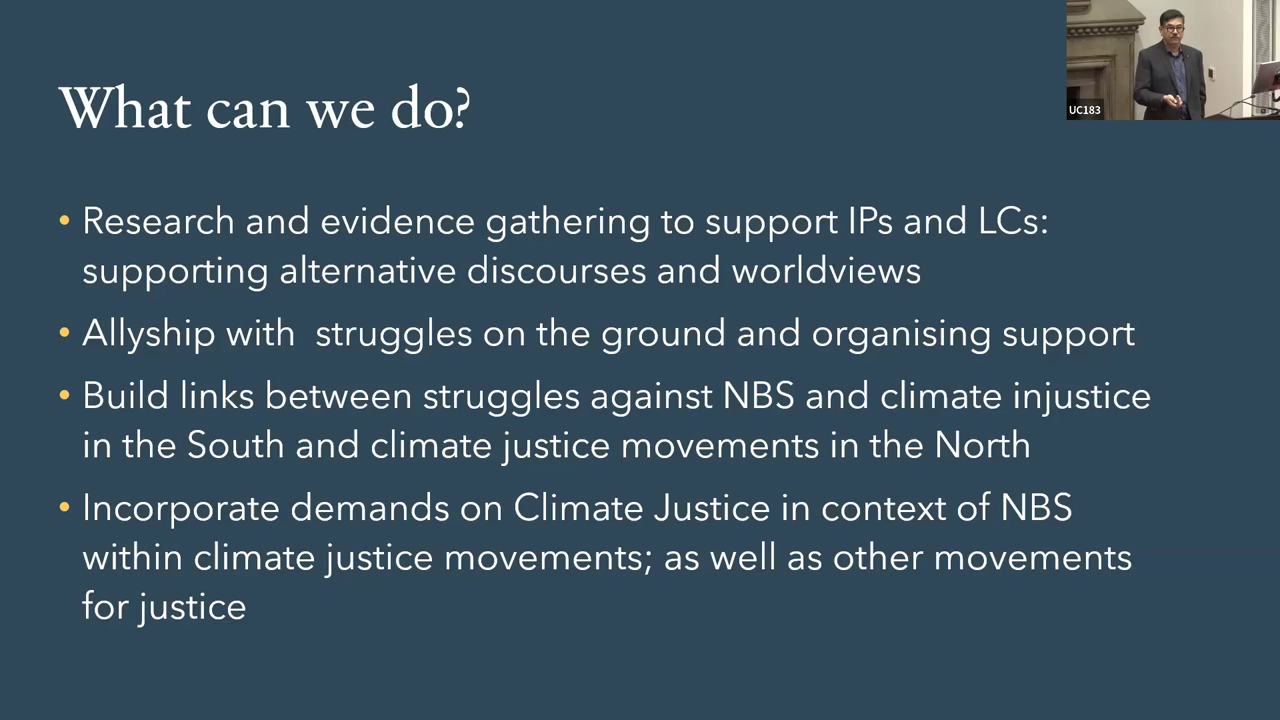 What can we do?
UC183
• Research and evidence gathering to support IPs and LCs:
supporting alternative discourses and worldviews
• Allyship with  struggles on the ground and organising support
• Build links between struggles against NBS and climate injustice
in the South and climate justice movements in the North
• Incorporate demands on Climate Justice in context of NBS
within climate justice movements; as well as other movements
for justice